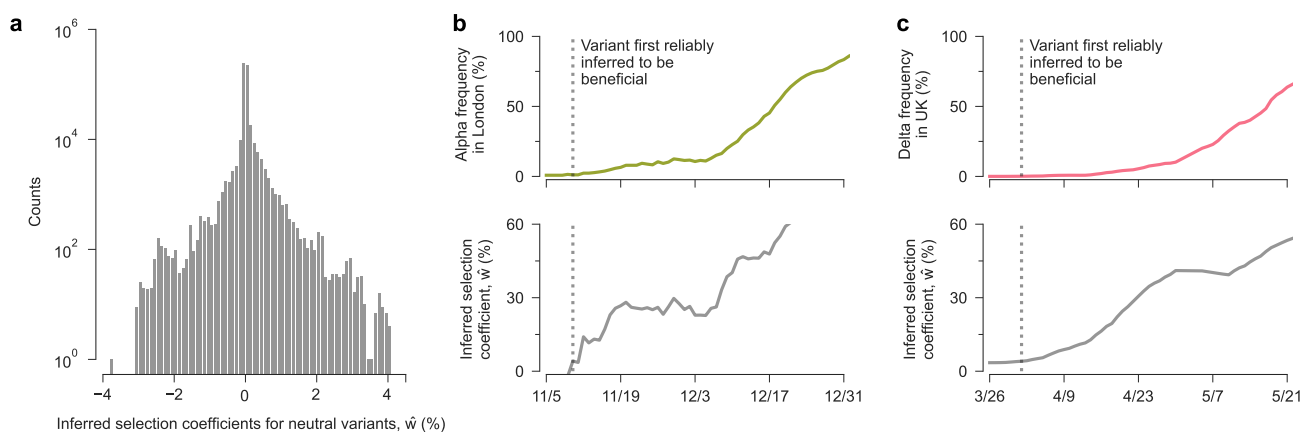 a
10^6
10^4
10^2
10^0
Counts
−4
−2
0
2
4
Inferred selection coefficients for neutral variants, ŵ (%)
b
Alpha frequency
in London (%)
100
50
0
Variant first reliably
inferred to be
beneficial
Inferred selection
coefficient, ŵ (%)
60
30
0
11/5
11/19
12/3
12/17
12/31
c
Delta frequency
in UK (%)
100
50
0
Variant first reliably
inferred to be
beneficial
Inferred selection
coefficient, ŵ (%)
60
30
0
3/26
4/9
4/23
5/7
5/21